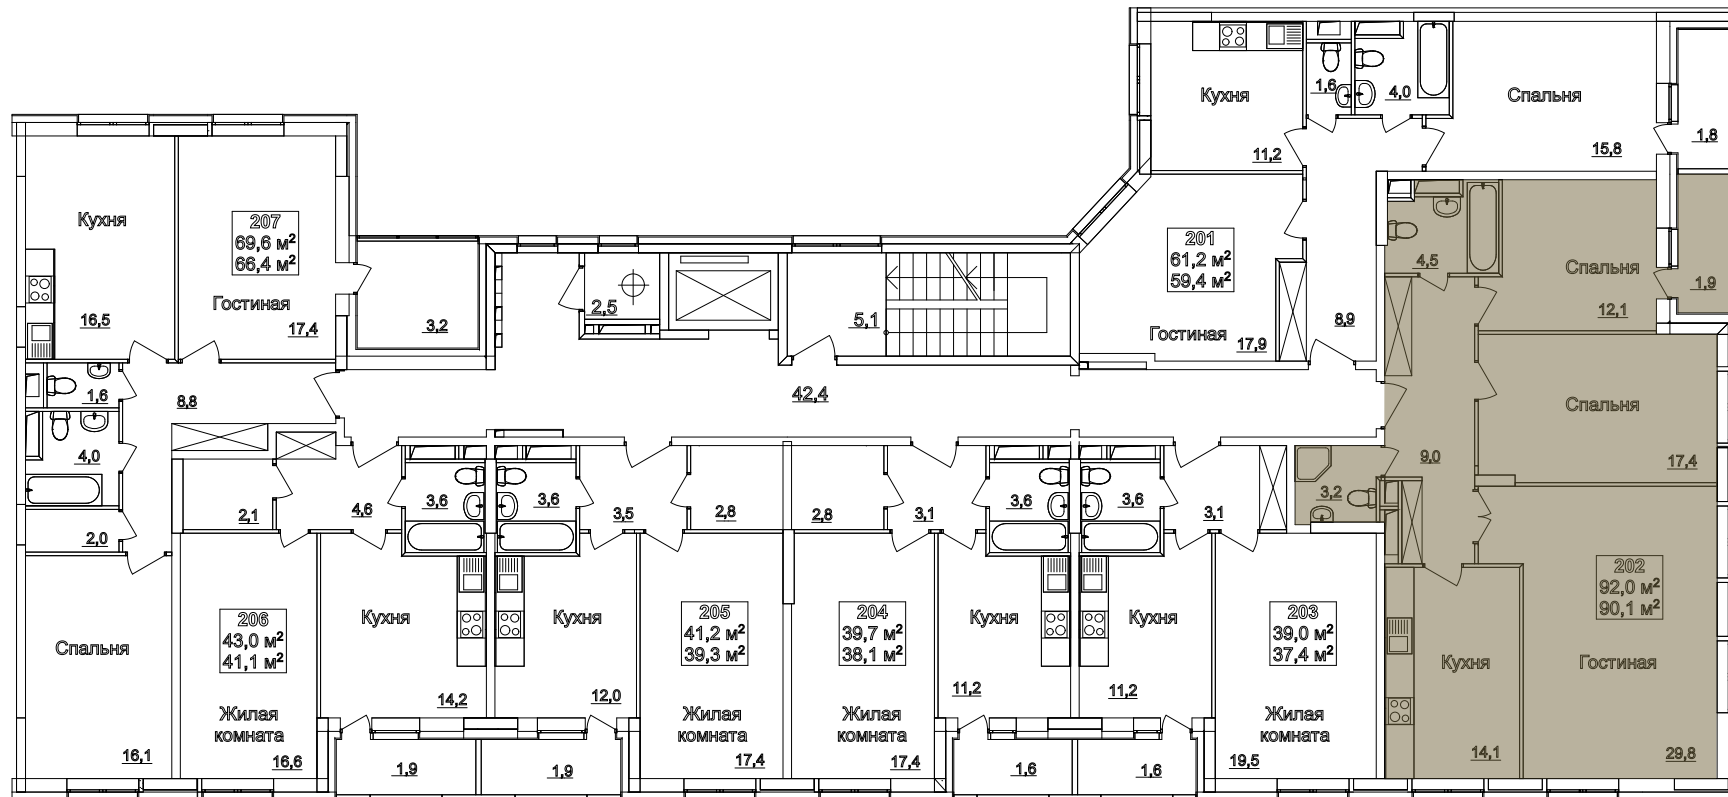 Кухня
1,6
4,0
Спальня
11,2
15,8
1,8
Кухня
207
69,6 м²
66,4 м²
Гостиная
16,5
17,4
3,2
2,5
5,1
201
61,2 м²
59,4 м²
Гостиная
17,9
8,9
4,5
Спальня
12,1
1,9
1,6
8,8
42,4
Спальня
17,4
4,0
2,0
2,1
4,6
3,6
3,6
3,5
2,8
2,8
3,1
3,6
3,6
3,1
3,2
9,0
Спальня
16,1
206
43,0 м²
41,1 м²
Жилая
комната
16,6
Кухня
14,2
Кухня
12,0
205
41,2 м²
39,3 м²
Жилая
комната
17,4
204
39,7 м²
38,1 м²
Жилая
комната
17,4
Кухня
11,2
Кухня
11,2
203
39,0 м²
37,4 м²
Жилая
комната
19,5
Кухня
14,1
202
92,0 м²
90,1 м²
Гостиная
29,8
1,9
1,9
1,6
1,6